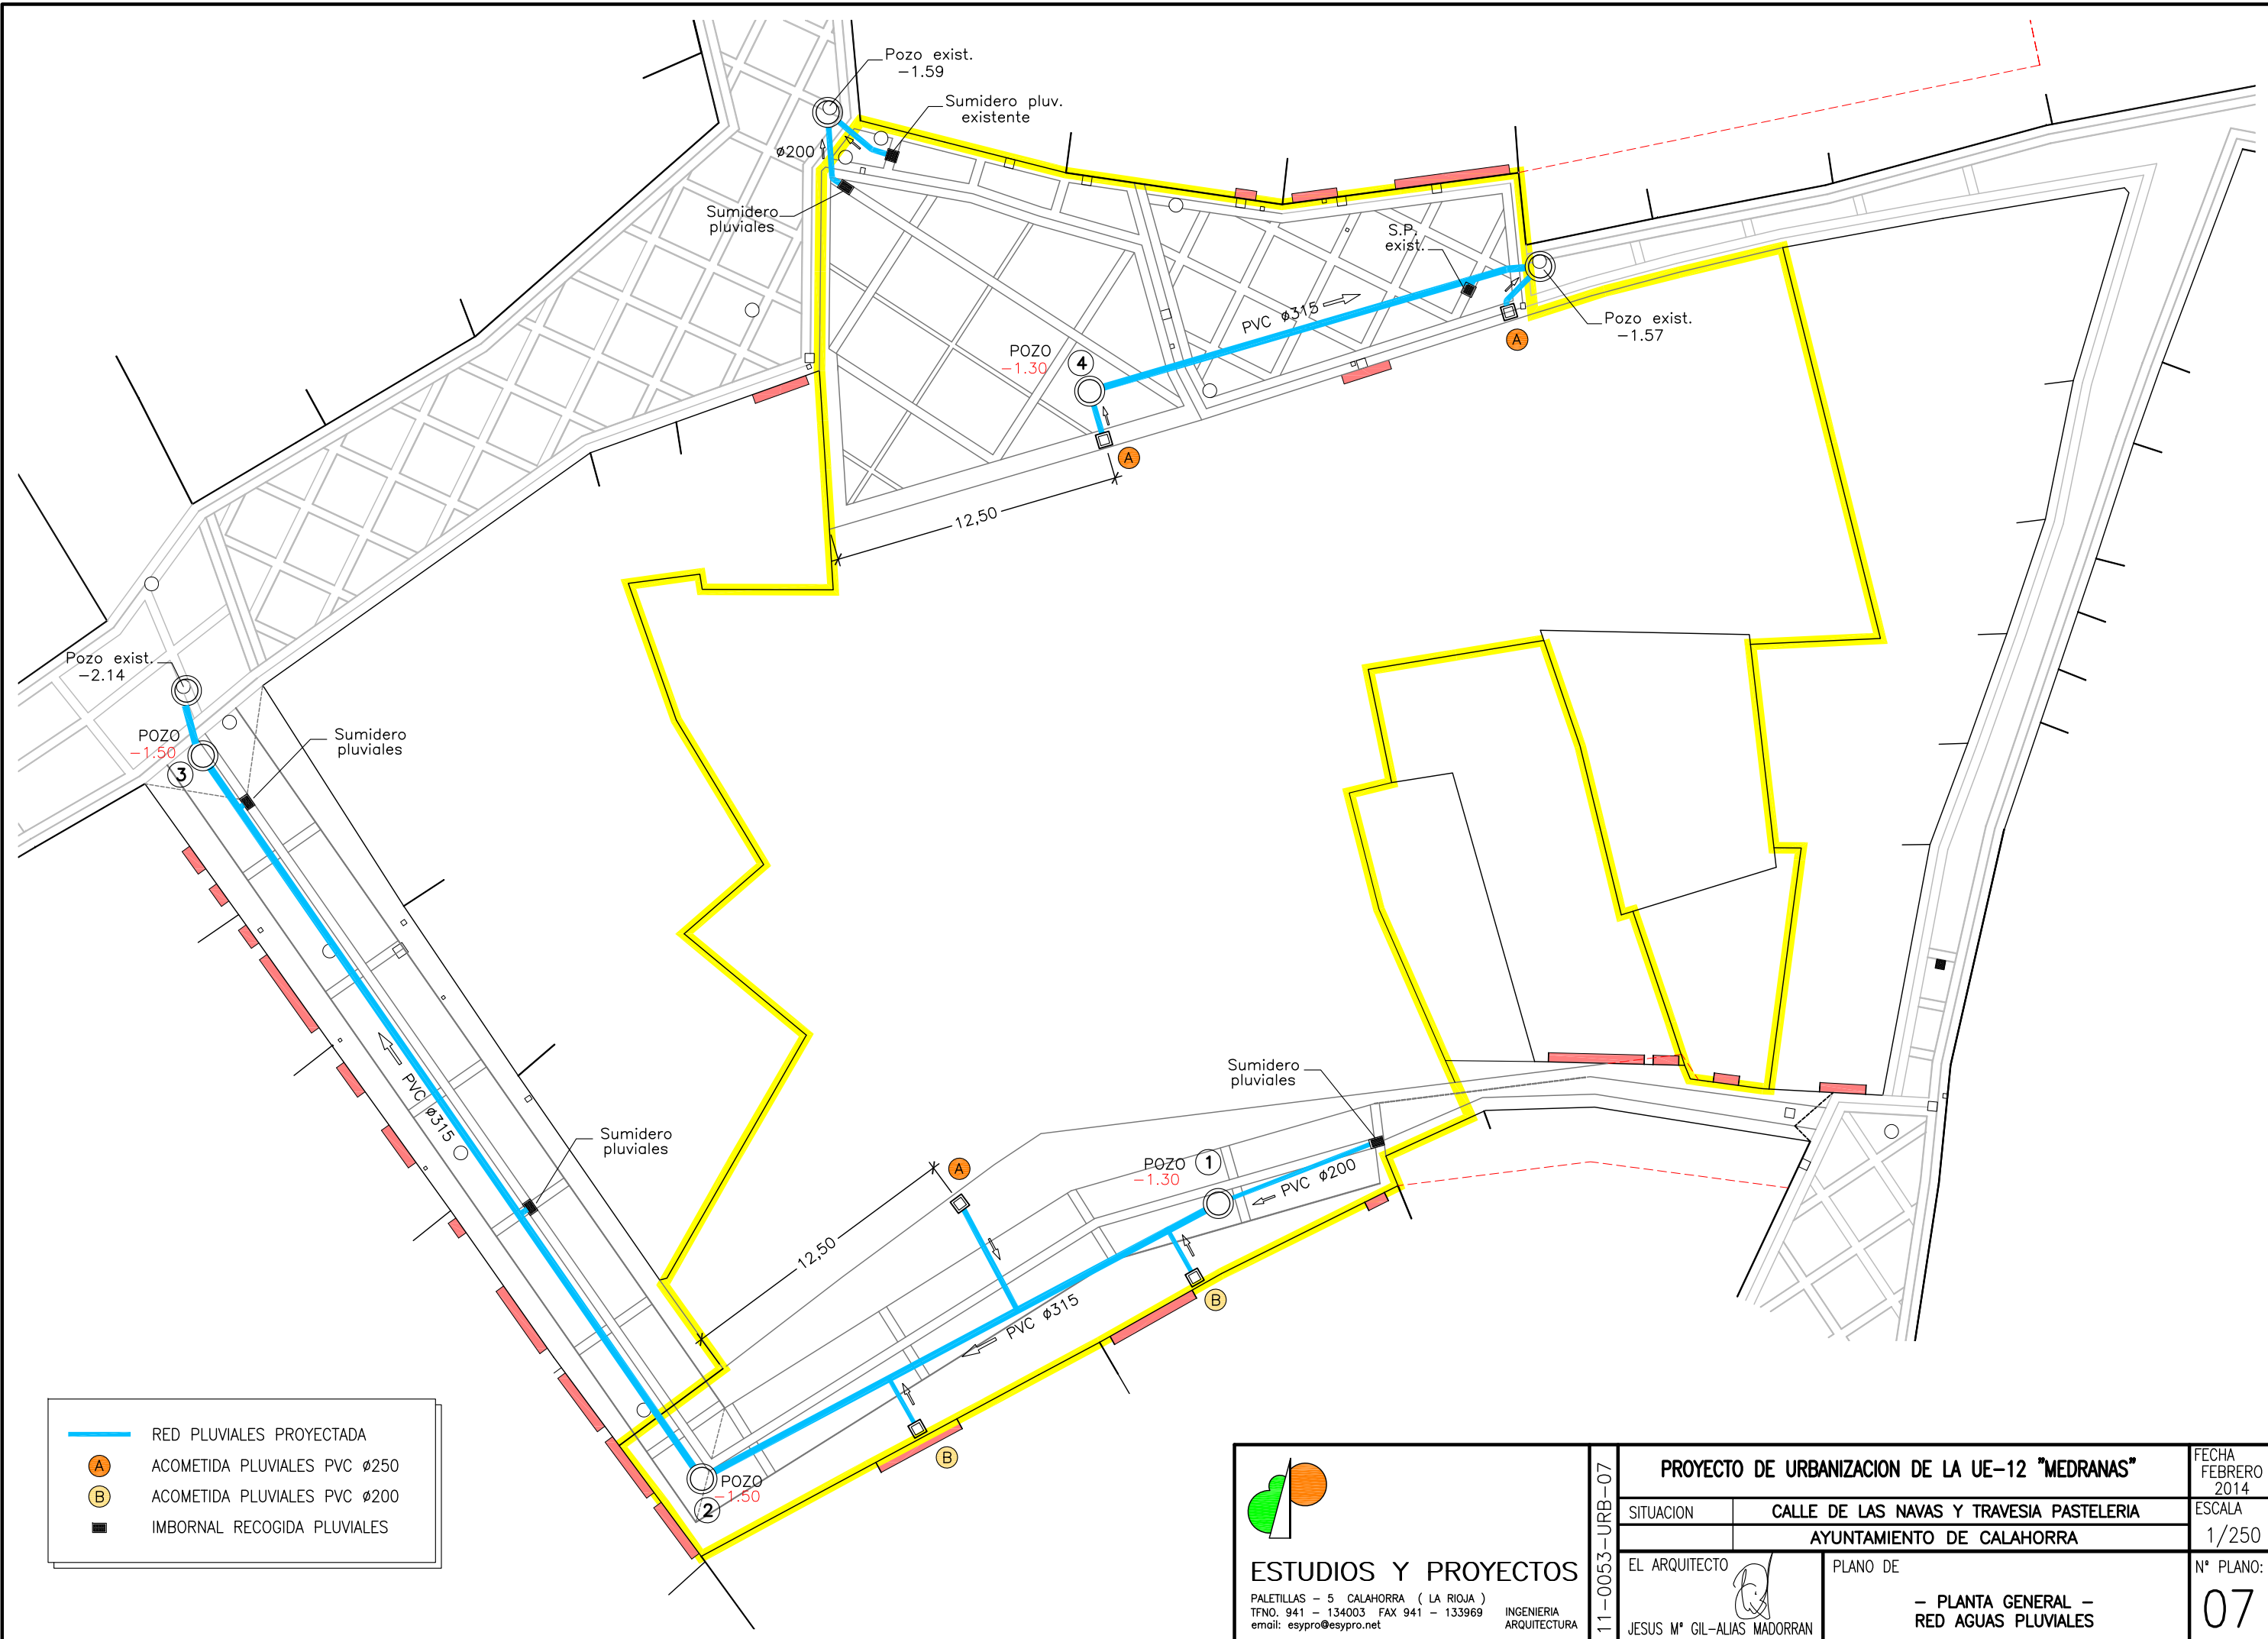 Pozo exist.
−1.59
Sumidero pluv.
existente
ø200
Sumidero
pluviales
S.P.
exist.
PVC ø315
Pozo exist.
−1.57
POZO
−1.30
4
A
A
12,50
Pozo exist.
−2.14
POZO
−1.50
3
Sumidero
pluviales
PVC ø315
Sumidero
pluviales
Sumidero
pluviales
POZO
−1.30
1
PVC ø200
A
12,50
PVC ø315
B
B
POZO
−1.50
2
RED PLUVIALES PROYECTADA
A ACOMETIDA PLUVIALES PVC ø250
B ACOMETIDA PLUVIALES PVC ø200
IMBORNAL RECOGIDA PLUVIALES
ESTUDIOS Y PROYECTOS
PALETILLAS − 5 CALAHORRA ( LA RIOJA )
TFNO. 941 − 134003 FAX 941 − 133969
email: esypro@esypro.net
INGENIERIA
ARQUITECTURA
11−0053−URB−07
PROYECTO DE URBANIZACION DE LA UE−12 "MEDRANAS"
FECHA
FEBRERO
2014
SITUACION
CALLE DE LAS NAVAS Y TRAVESIA PASTELERIA
AYUNTAMIENTO DE CALAHORRA
ESCALA
1/250
EL ARQUITECTO
JESUS Mª GIL−ALIAS MADORRAN
PLANO DE
− PLANTA GENERAL −
RED AGUAS PLUVIALES
Nº PLANO:
07